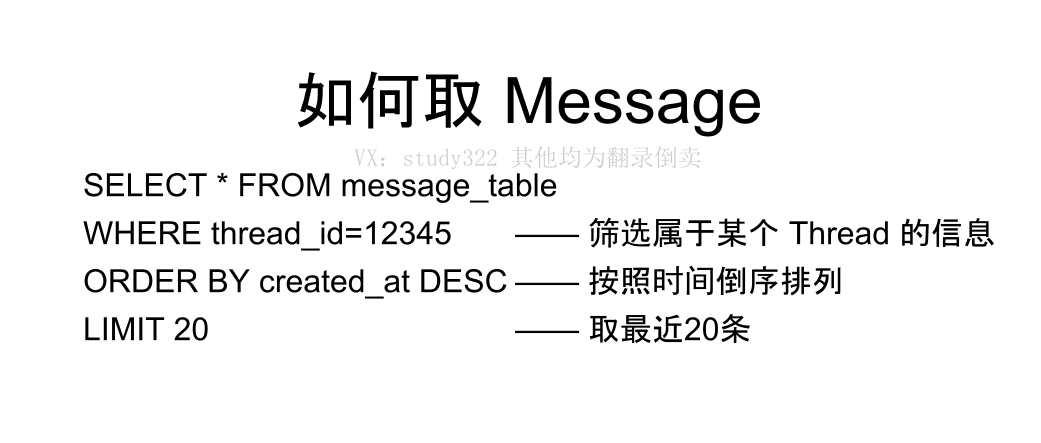 如何取 Message
VX：study322 其他均为翻录倒卖
SELECT * FROM message_table
WHERE thread_id=12345 —— 筛选属于某个 Thread 的信息
ORDER BY created_at DESC —— 按照时间倒序排列
LIMIT 20 —— 取最近20条